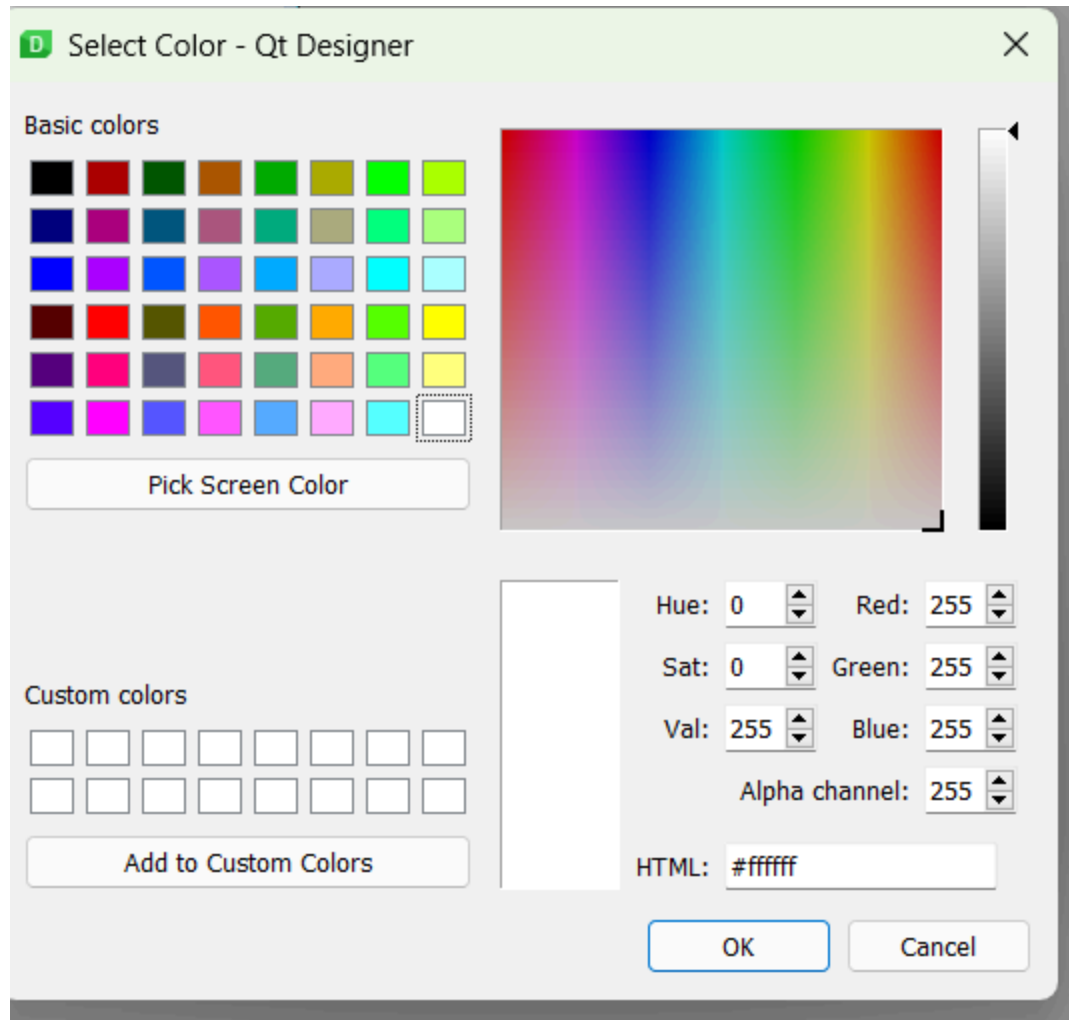 Select Color - Qt Designer
Basic colors
Pick Screen Color
Custom colors
Add to Custom Colors
Hue: 0 Red: 255
Sat: 0 Green: 255
Val: 255 Blue: 255
Alpha channel: 255
HTML: #ffffff
OK Cancel